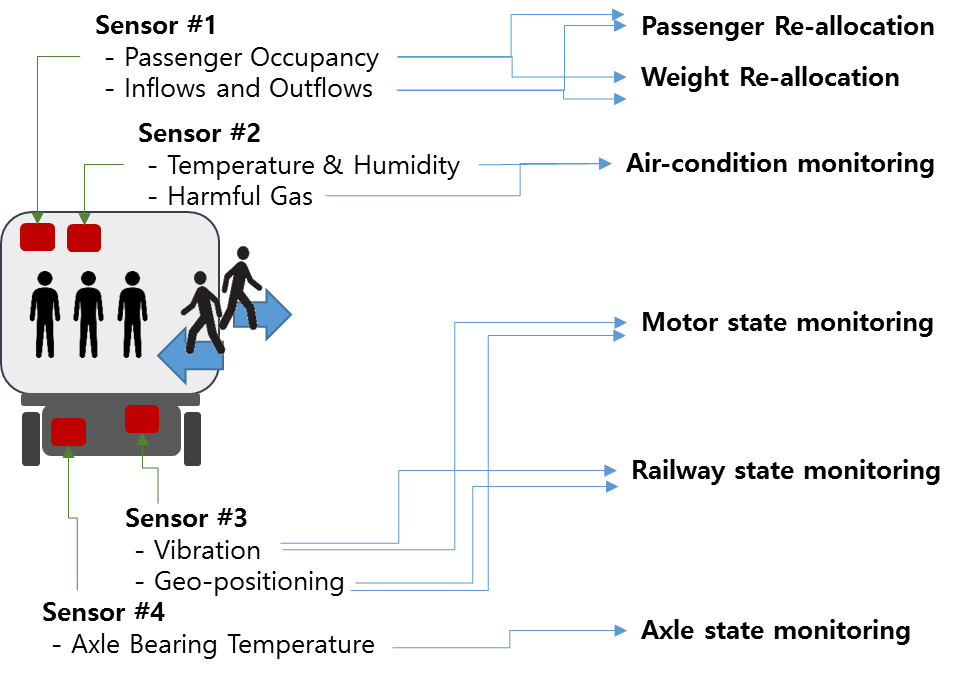 Sensor #1
- Passenger Occupancy
- Inflows and Outflows
Passenger Re-allocation
Weight Re-allocation
Sensor #2
- Temperature & Humidity
- Harmful Gas
Air-condition monitoring
Motor state monitoring
Railway state monitoring
Sensor #3
- Vibration
- Geo-positioning
Sensor #4
- Axle Bearing Temperature
Axle state monitoring